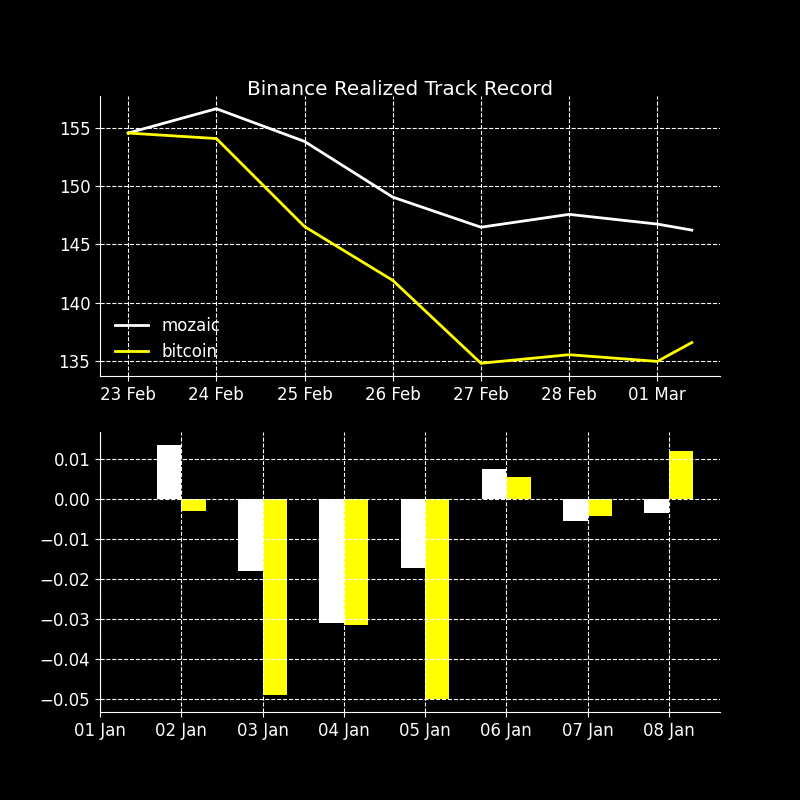 Binance Realized Track Record
155
150
145
140
135
mozaic
bitcoin
23 Feb 24 Feb 25 Feb 26 Feb 27 Feb 28 Feb 01 Mar
0.01
0.00
−0.01
−0.02
−0.03
−0.04
−0.05
01 Jan 02 Jan 03 Jan 04 Jan 05 Jan 06 Jan 07 Jan 08 Jan